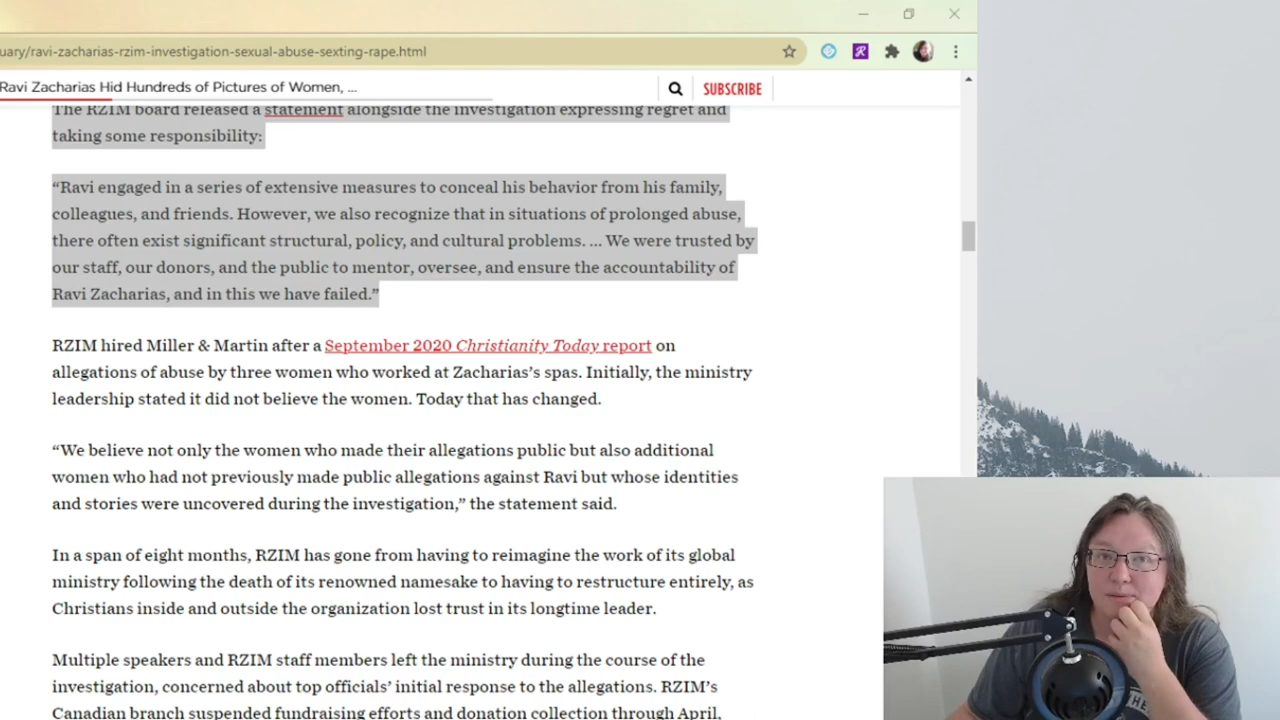 uary/ravi-zacharias-rzim-investigation-sexual-abuse-sexting-rape.html
Ravi Zacharias Hid Hundreds of Pictures of Women, ...
SUBSCRIBE
The RZIM board released a statement alongside the investigation expressing regret and
taking some responsibility:
“Ravi engaged in a series of extensive measures to conceal his behavior from his family,
colleagues, and friends. However, we also recognize that in situations of prolonged abuse,
there often exist significant structural, policy, and cultural problems. ... We were trusted by
our staff, our donors, and the public to mentor, oversee, and ensure the accountability of
Ravi Zacharias, and in this we have failed.”
RZIM hired Miller & Martin after a September 2020 Christianity Today report on
allegations of abuse by three women who worked at Zacharias’s spas. Initially, the ministry
leadership stated it did not believe the women. Today that has changed.
“We believe not only the women who made their allegations public but also additional
women who had not previously made public allegations against Ravi but whose identities
and stories were uncovered during the investigation,” the statement said.
In a span of eight months, RZIM has gone from having to reimagine the work of its global
ministry following the death of its renowned namesake to having to restructure entirely, as
Christians inside and outside the organization lost trust in its longtime leader.
Multiple speakers and RZIM staff members left the ministry during the course of the
investigation, concerned about top officials’ initial response to the allegations. RZIM’s
Canadian branch suspended fundraising efforts and donation collection through April,